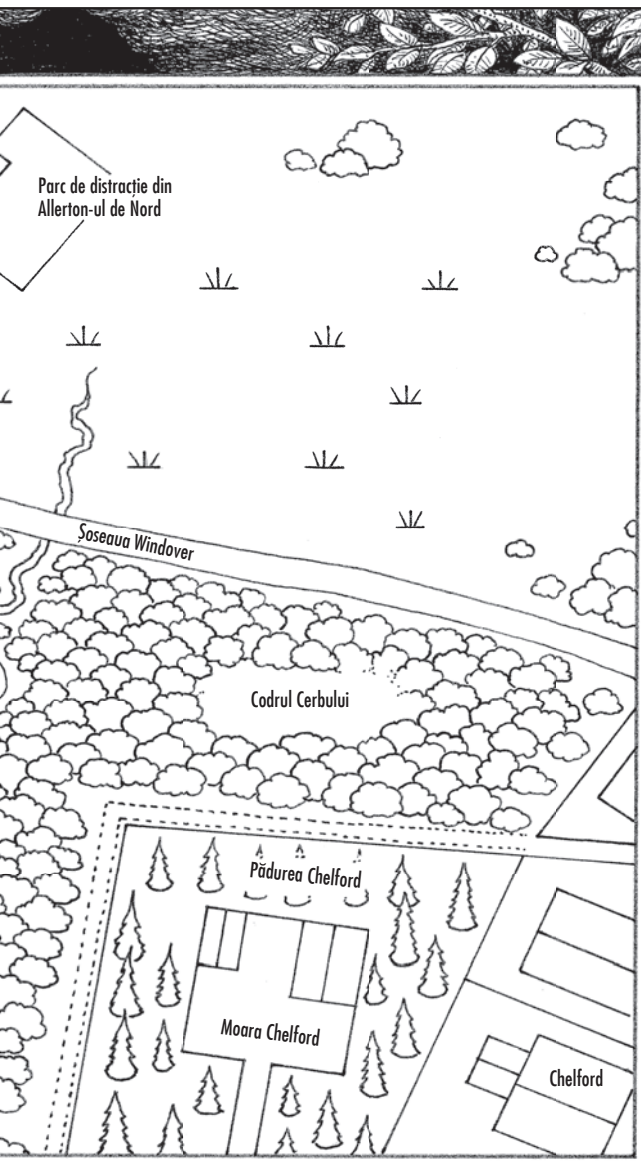 Parc de distracție din
Allerton-ul de Nord
Șoseaua Windover
Codrul Cerbului
Pădurea Chelford
Moara Chelford
Chelford